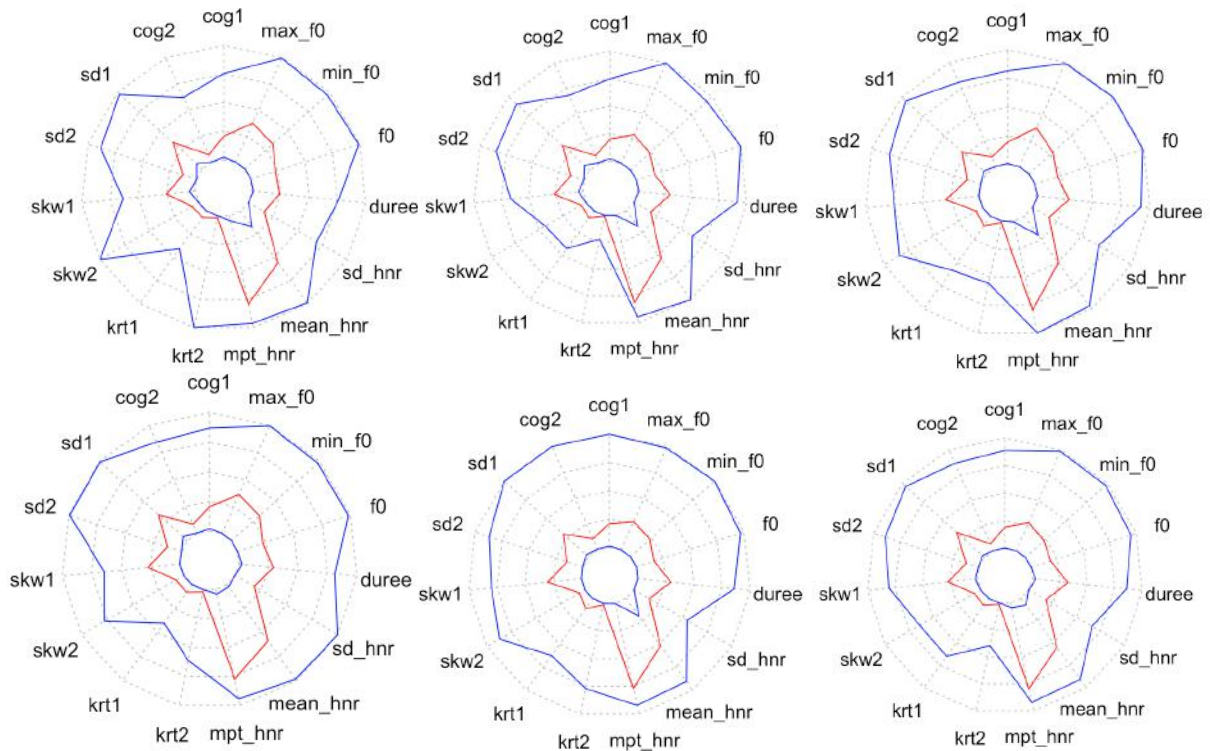 cog1 cog1 cog1
cog2 max_f0 cog2 max_f0 cog2 max_f0
sd1 min_f0 sd1 min_f0 sd1 min_f0
sd2 f0 sd2 f0 sd2 f0
skw1 duree skw1 duree skw1 duree
skw2 sd_hnr skw2 sd_hnr skw2 sd_hnr
krt1 mean_hnr krt1 mean_hnr krt1 mean_hnr
krt2 mpt_hnr krt2 mpt_hnr krt2 mpt_hnr
cog1 cog1 cog1
cog2 max_f0 cog2 max_f0 cog2 max_f0
sd1 min_f0 sd1 min_f0 sd1 min_f0
sd2 f0 sd2 f0 sd2 f0
skw1 duree skw1 duree skw1 duree
skw2 sd_hnr skw2 sd_hnr skw2 sd_hnr
krt1 mean_hnr krt1 mean_hnr krt1 mean_hnr
krt2 mpt_hnr krt2 mpt_hnr krt2 mpt_hnr